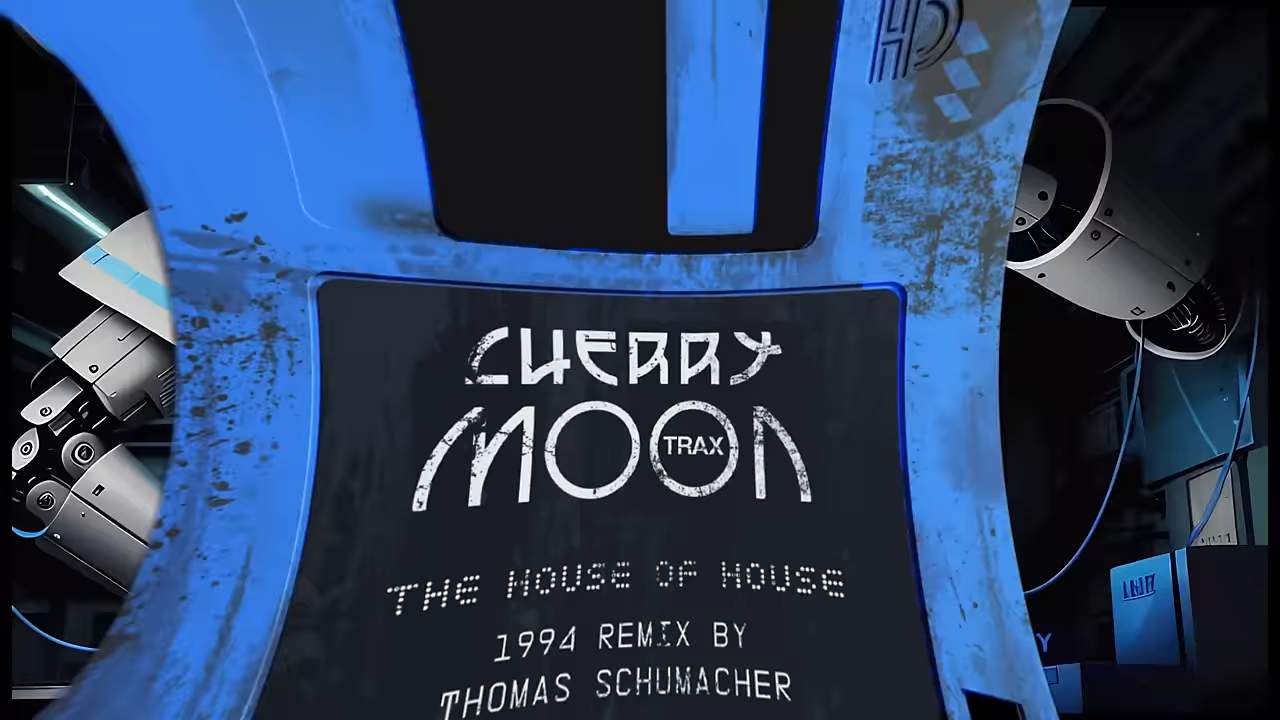 CHERRY
MOON
TRAX
THE HOUSE OF HOUSE
1994 REMIX BY
THOMAS SCHUMACHER